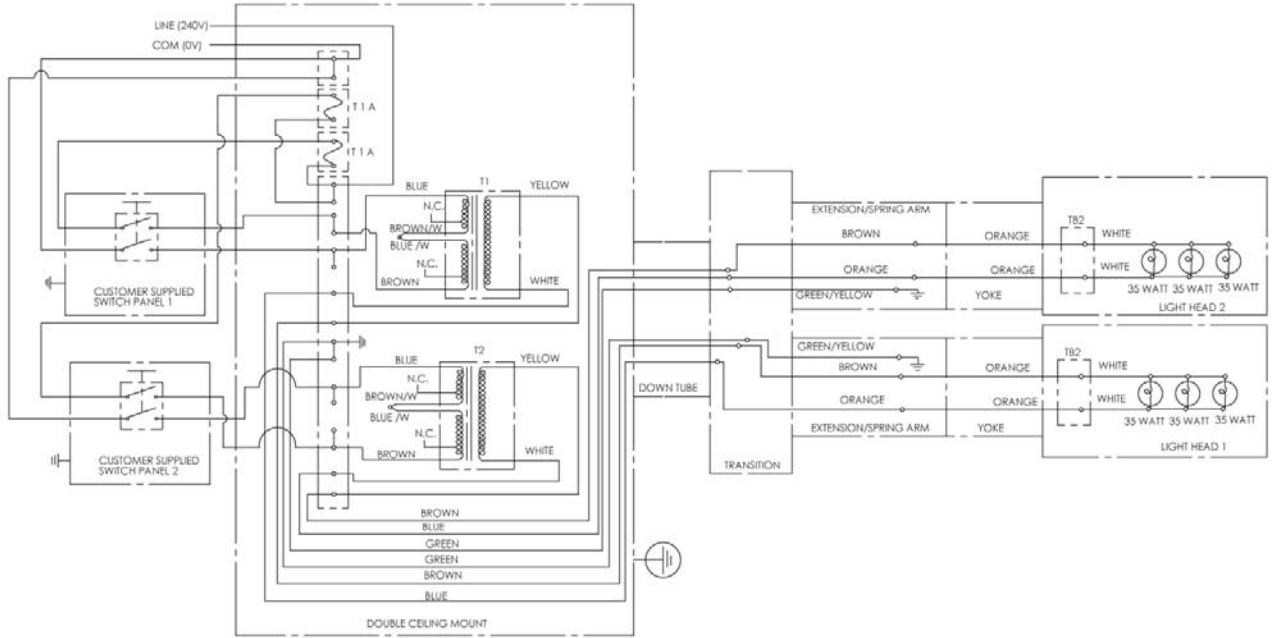 LINE (240V)
COM (0V)
T 1 A
T 1 A
CUSTOMER SUPPLIED
SWITCH PANEL 1
CUSTOMER SUPPLIED
SWITCH PANEL 2
BLUE
T1
YELLOW
N.C.
BROWN/W
BLUE /W
N.C.
BROWN
WHITE
BLUE
T2
YELLOW
N.C.
BROWN/W
BLUE /W
N.C.
BROWN
WHITE
BROWN
BLUE
GREEN
GREEN
BROWN
BLUE
DOUBLE CEILING MOUNT
DOWN TUBE
TRANSITION
EXTENSION/SPRING ARM
BROWN
ORANGE
ORANGE
ORANGE
GREEN/YELLOW
YOKE
TB2
WHITE
WHITE
35 WATT
35 WATT
35 WATT
LIGHT HEAD 2
GREEN/YELLOW
BROWN
ORANGE
ORANGE
ORANGE
EXTENSION/SPRING ARM
YOKE
TB2
WHITE
WHITE
35 WATT
35 WATT
35 WATT
LIGHT HEAD 1